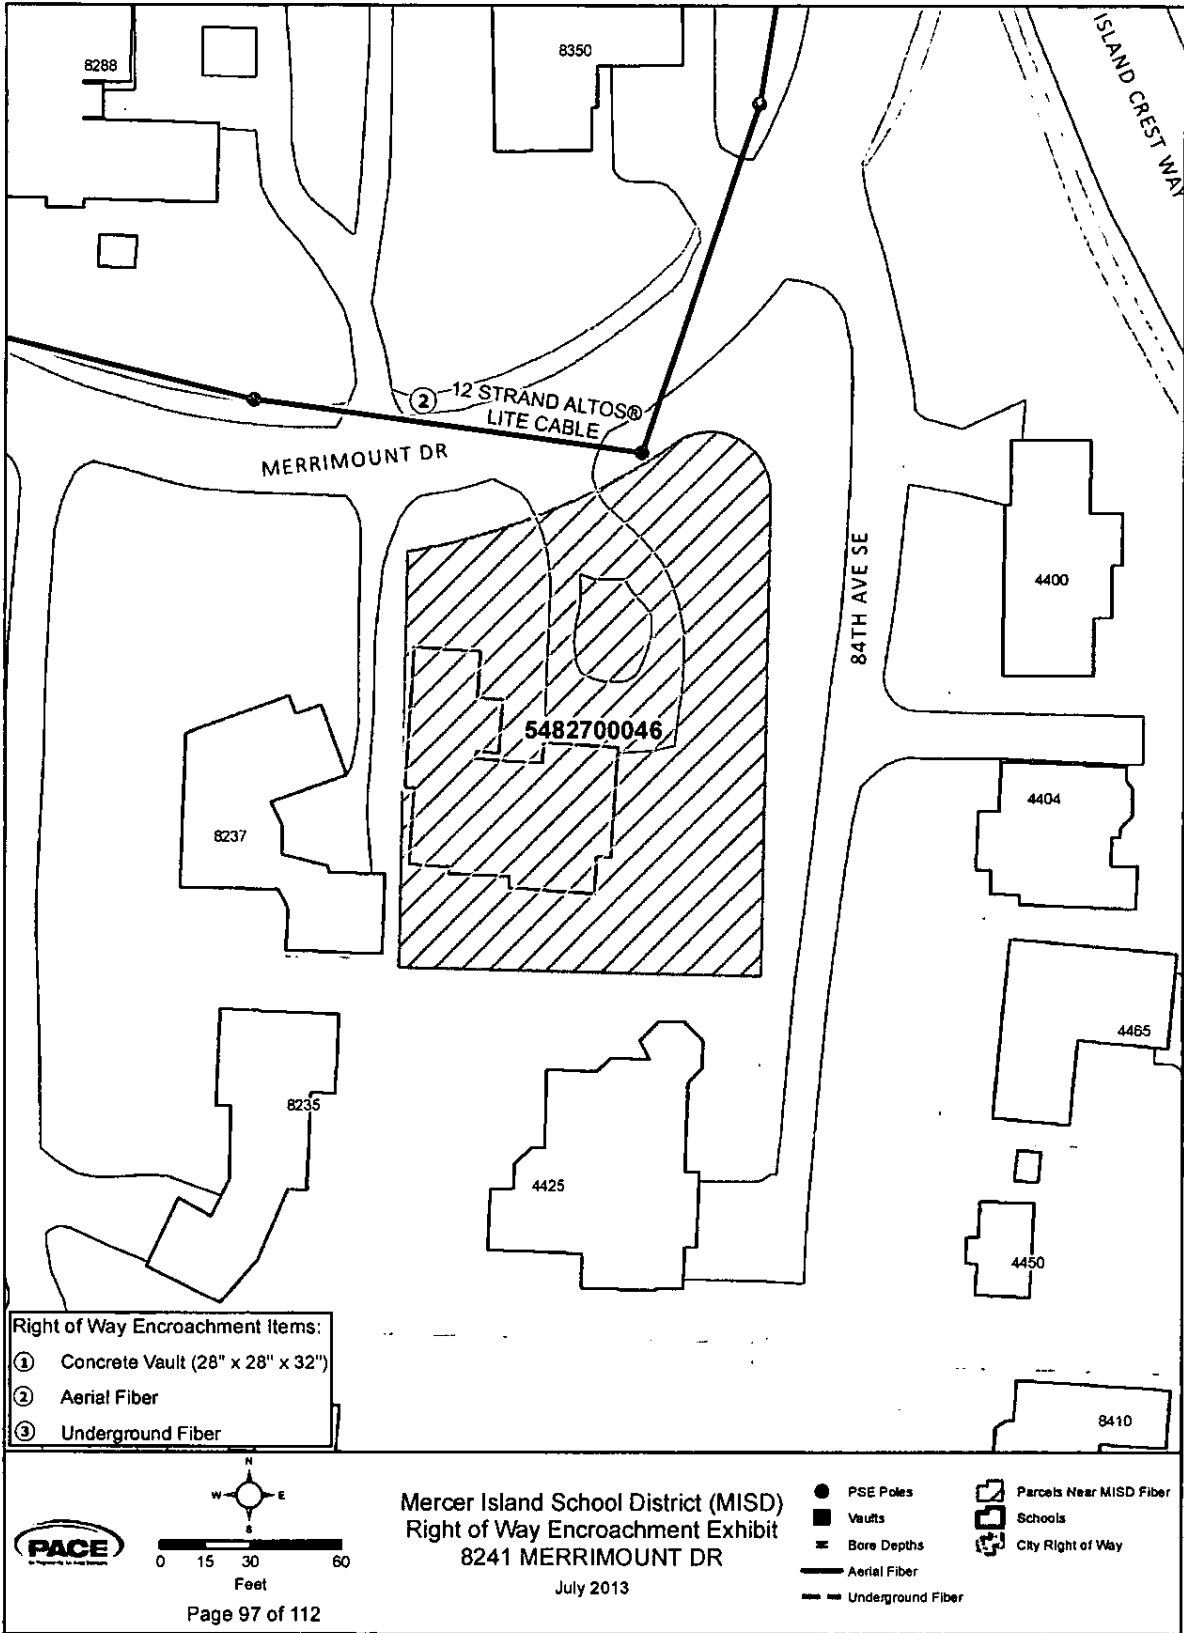 8288
8350
ISLAND CREST WAY
② 12 STRAND ALTOS®
LITE CABLE
MERRIMOUNT DR
84TH AVE SE
4400
5482700046
4404
8237
4465
8235
4425
4450
8410
Right of Way Encroachment Items:
① Concrete Vault (28" x 28" x 32")
② Aerial Fiber
③ Underground Fiber
N
W E
S
PACE
0 15 30 60
Feet
Page 97 of 112
Mercer Island School District (MISD)
Right of Way Encroachment Exhibit
8241 MERRIMOUNT DR
July 2013
PSE Poles
Vaults
Bore Depths
Aerial Fiber
Underground Fiber
Parcels Near MISD Fiber
Schools
City Right of Way